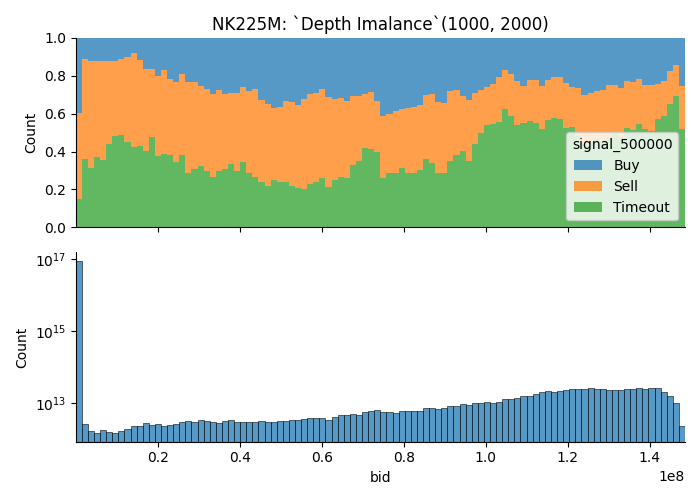 NK225M: `Depth Imalance`(1000, 2000)
1.0
0.8
0.6
0.4
0.2
0.0
Count
signal_500000
Buy
Sell
Timeout
10^17
10^15
10^13
Count
0.2 0.4 0.6 0.8 1.0 1.2 1.4
1e8
bid